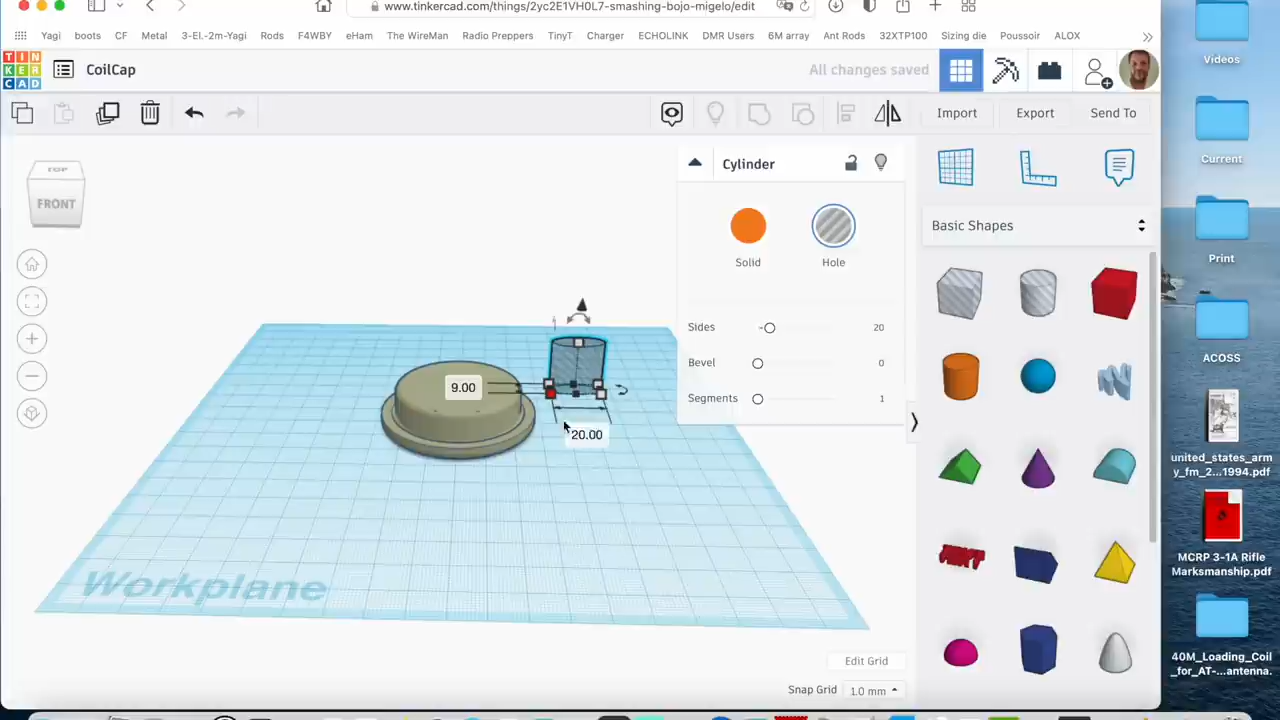 www.tinkercad.com/things/2yc2E1VH0L7-smashing-bojo-migelo/edit
Yagi boots CF Metal 3-El.-2m-Yagi Rods F4WBY eHam The WireMan Radio Preppers TinyT Charger ECHOLINK DMR Users 6M array Ant Rods 32XTP100 Sizing die Poussoir ALOX
TIN
KER
CAD
CoilCap
All changes saved
Import
Export
Send To
TOP
FRONT
Cylinder
Solid
Hole
Sides
20
Bevel
0
Segments
1
Basic Shapes
9.00
20.00
Workplane
Edit Grid
Snap Grid
1.0 mm
Videos
Current
Print
ACOSS
united_states_arm
y_fm_2...1994.pdf
MCRP 3-1A Rifle
Marksmanship.pdf
40M_Loading_Coil
_for_AT-...antenna.